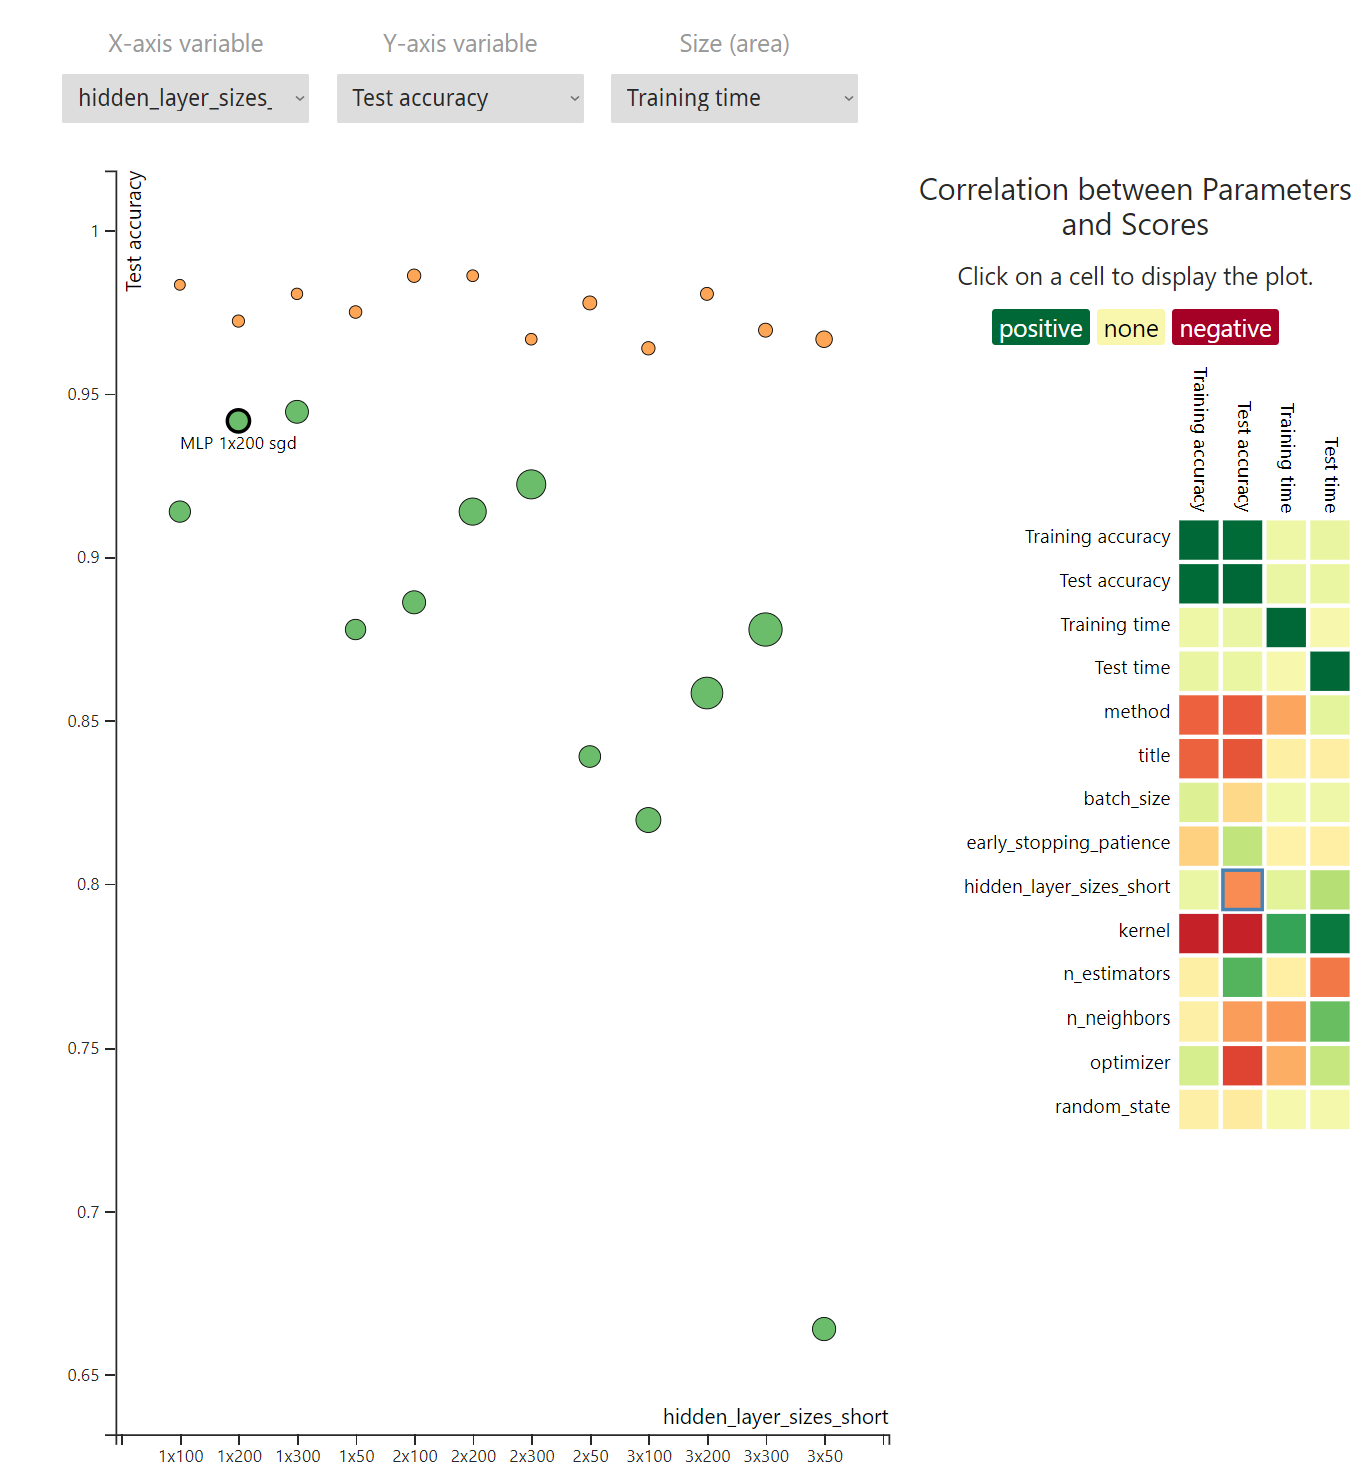 X-axis variable
Y-axis variable
Size (area)
hidden_layer_sizes_
Test accuracy
Training time
Test accuracy
1
0.95
0.9
0.85
0.8
0.75
0.7
0.65
MLP 1x200 sgd
hidden_layer_sizes_short
1x100 1x200 1x300 1x50 2x100 2x200 2x300 2x50 3x100 3x200 3x300 3x50
Correlation between Parameters
and Scores
Click on a cell to display the plot.
positive none negative
Training accuracy
Test accuracy
Training time
Test time
Training accuracy
Test accuracy
Training time
Test time
method
title
batch_size
early_stopping_patience
hidden_layer_sizes_short
kernel
n_estimators
n_neighbors
optimizer
random_state